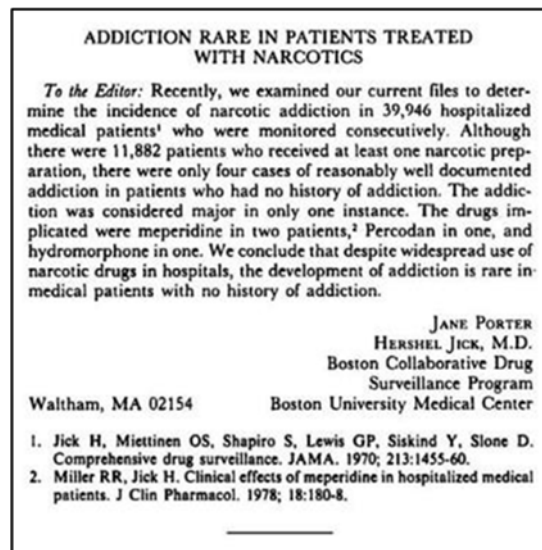 ADDICTION RARE IN PATIENTS TREATED
WITH NARCOTICS
To the Editor: Recently, we examined our current files to deter-
mine the incidence of narcotic addiction in 39,946 hospitalized
medical patients¹ who were monitored consecutively. Although
there were 11,882 patients who received at least one narcotic prep-
aration, there were only four cases of reasonably well documented
addiction in patients who had no history of addiction. The addic-
tion was considered major in only one instance. The drugs im-
plicated were meperidine in two patients,² Percodan in one, and
hydromorphone in one. We conclude that despite widespread use of
narcotic drugs in hospitals, the development of addiction is rare in
medical patients with no history of addiction.
JANE PORTER
HERSHEL JICK, M.D.
Boston Collaborative Drug
Surveillance Program
Waltham, MA 02154 Boston University Medical Center
1. Jick H, Miettinen OS, Shapiro S, Lewis GP, Siskind Y, Slone D.
Comprehensive drug surveillance. JAMA. 1970; 213:1455-60.
2. Miller RR, Jick H. Clinical effects of meperidine in hospitalized medical
patients. J Clin Pharmacol. 1978; 18:180-8.